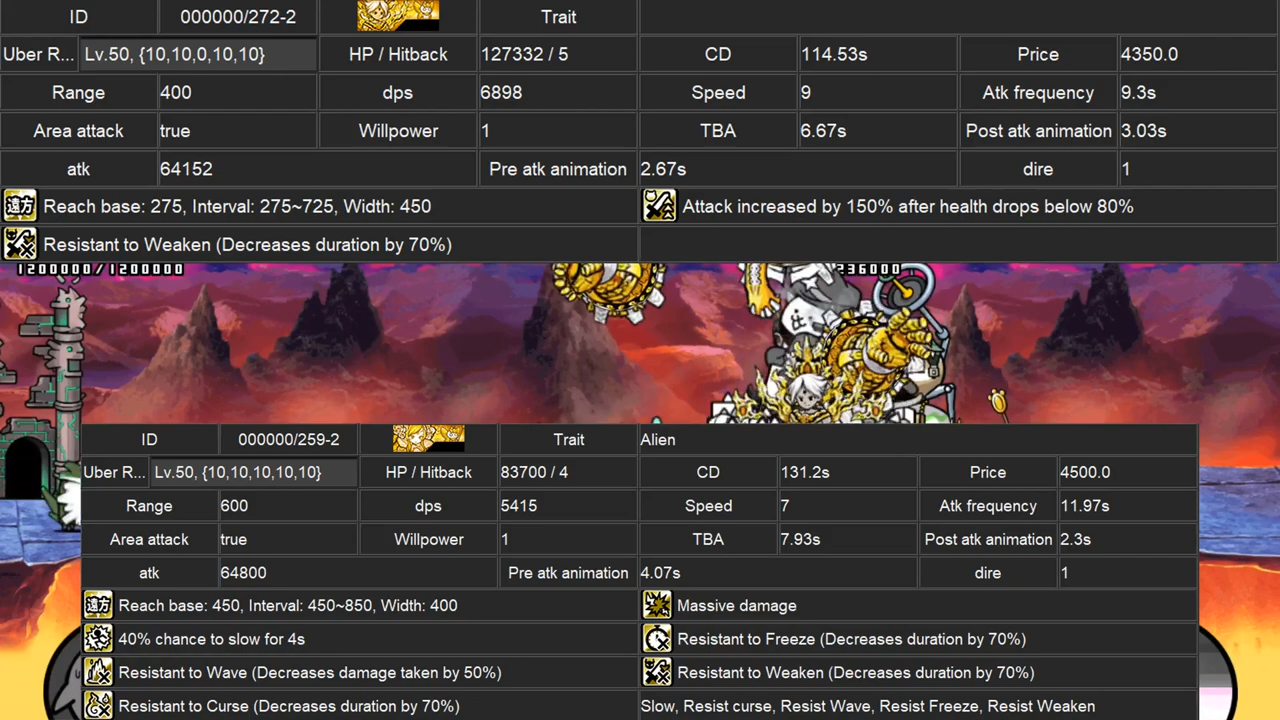 ID 000000/272-2 Trait
Uber R... Lv.50, {10,10,0,10,10} HP / Hitback 127332 / 5 CD 114.53s Price 4350.0
Range 400 dps 6898 Speed 9 Atk frequency 9.3s
Area attack true Willpower 1 TBA 6.67s Post atk animation 3.03s
atk 64152 Pre atk animation 2.67s dire 1
遠方 Reach base: 275, Interval: 275~725, Width: 450 Attack increased by 150% after health drops below 80%
Resistant to Weaken (Decreases duration by 70%)
1200000/1200000 236000
ID 000000/259-2 Trait Alien
Uber R... Lv.50, {10,10,10,10,10} HP / Hitback 83700 / 4 CD 131.2s Price 4500.0
Range 600 dps 5415 Speed 7 Atk frequency 11.97s
Area attack true Willpower 1 TBA 7.93s Post atk animation 2.3s
atk 64800 Pre atk animation 4.07s dire 1
遠方 Reach base: 450, Interval: 450~850, Width: 400 Massive damage
40% chance to slow for 4s Resistant to Freeze (Decreases duration by 70%)
Resistant to Wave (Decreases damage taken by 50%) Resistant to Weaken (Decreases duration by 70%)
Resistant to Curse (Decreases duration by 70%) Slow, Resist curse, Resist Wave, Resist Freeze, Resist Weaken